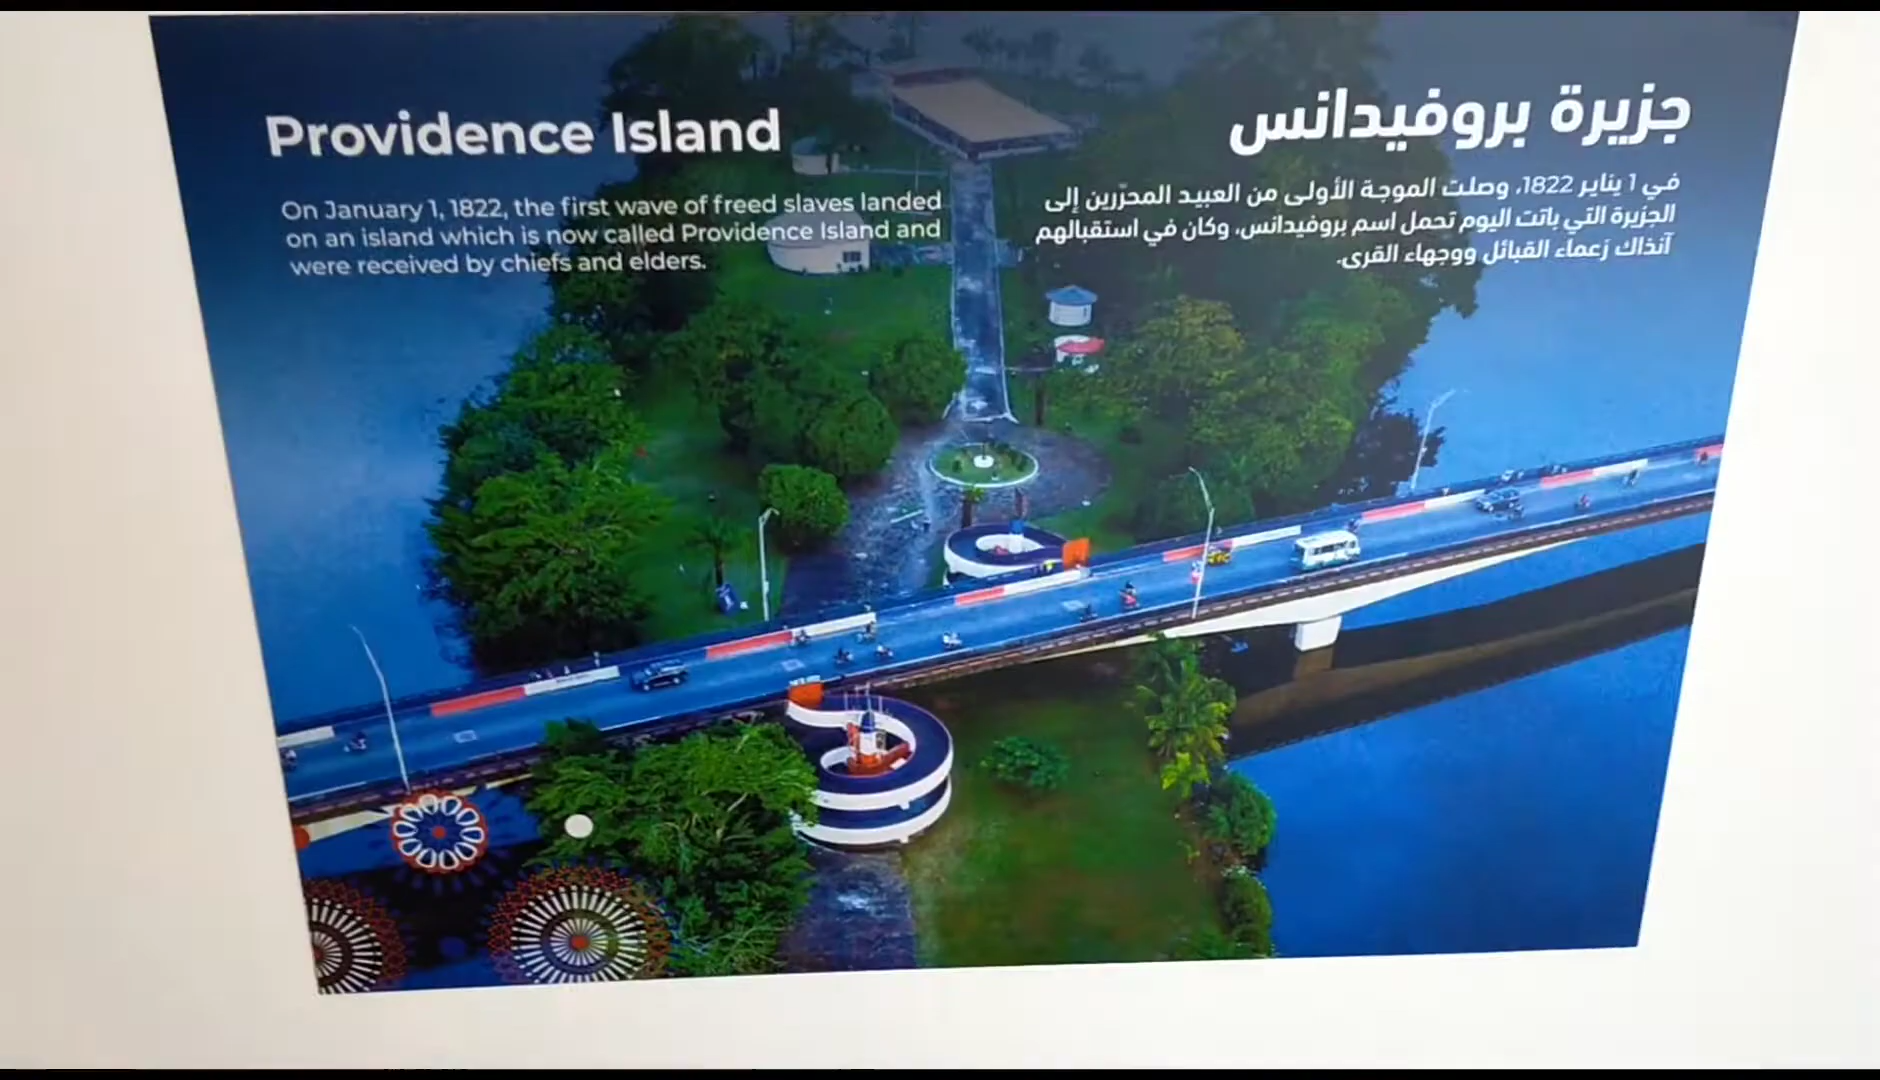 Providence Island
On January 1, 1822, the first wave of freed slaves landed
on an island which is now called Providence Island and
were received by chiefs and elders.
جزيرة بروفيدانس
في 1 يناير 1822، وصلت الموجة الأولى من العبيد المحرّرين إلى
الجزيرة التي باتت اليوم تحمل اسم بروفيدانس، وكان في استقبالهم
آنذاك زعماء القبائل ووجهاء القرى.